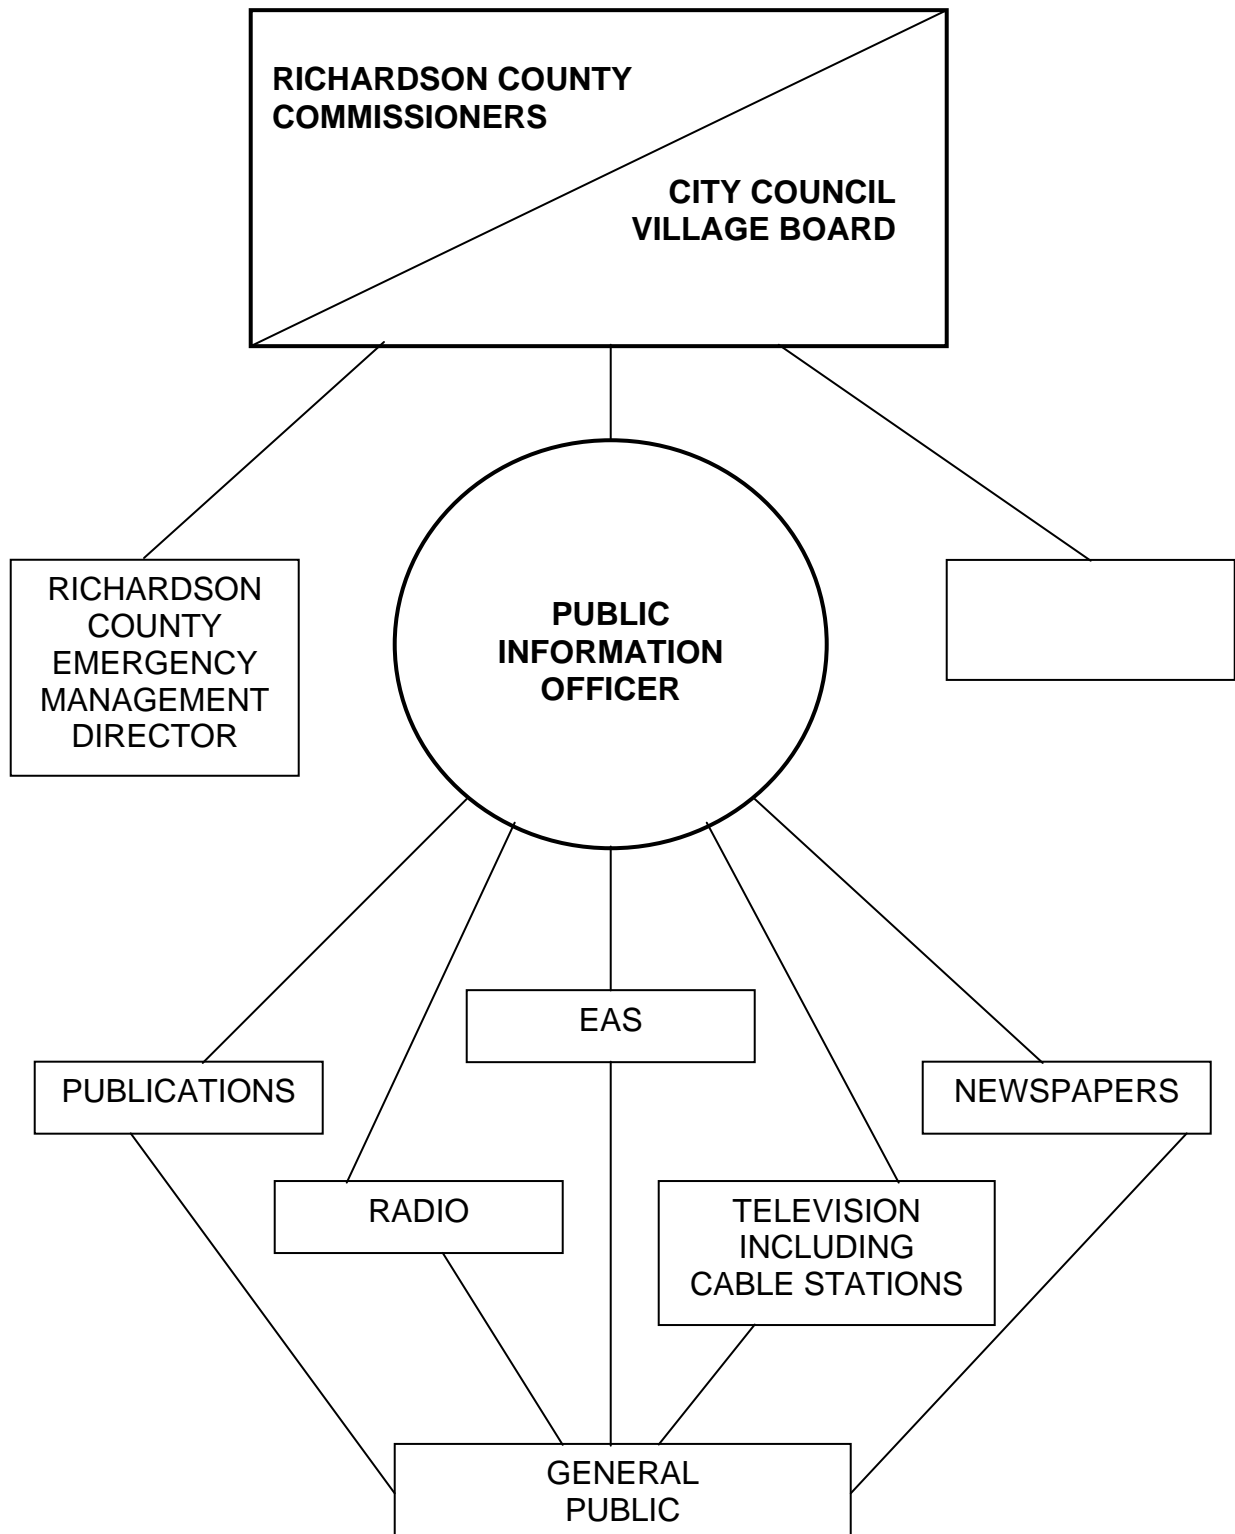 RICHARDSON COUNTY
COMMISSIONERS
CITY COUNCIL
VILLAGE BOARD
RICHARDSON
COUNTY
EMERGENCY
MANAGEMENT
DIRECTOR
PUBLIC
INFORMATION
OFFICER
EAS
PUBLICATIONS
NEWSPAPERS
RADIO
TELEVISION
INCLUDING
CABLE STATIONS
GENERAL
PUBLIC